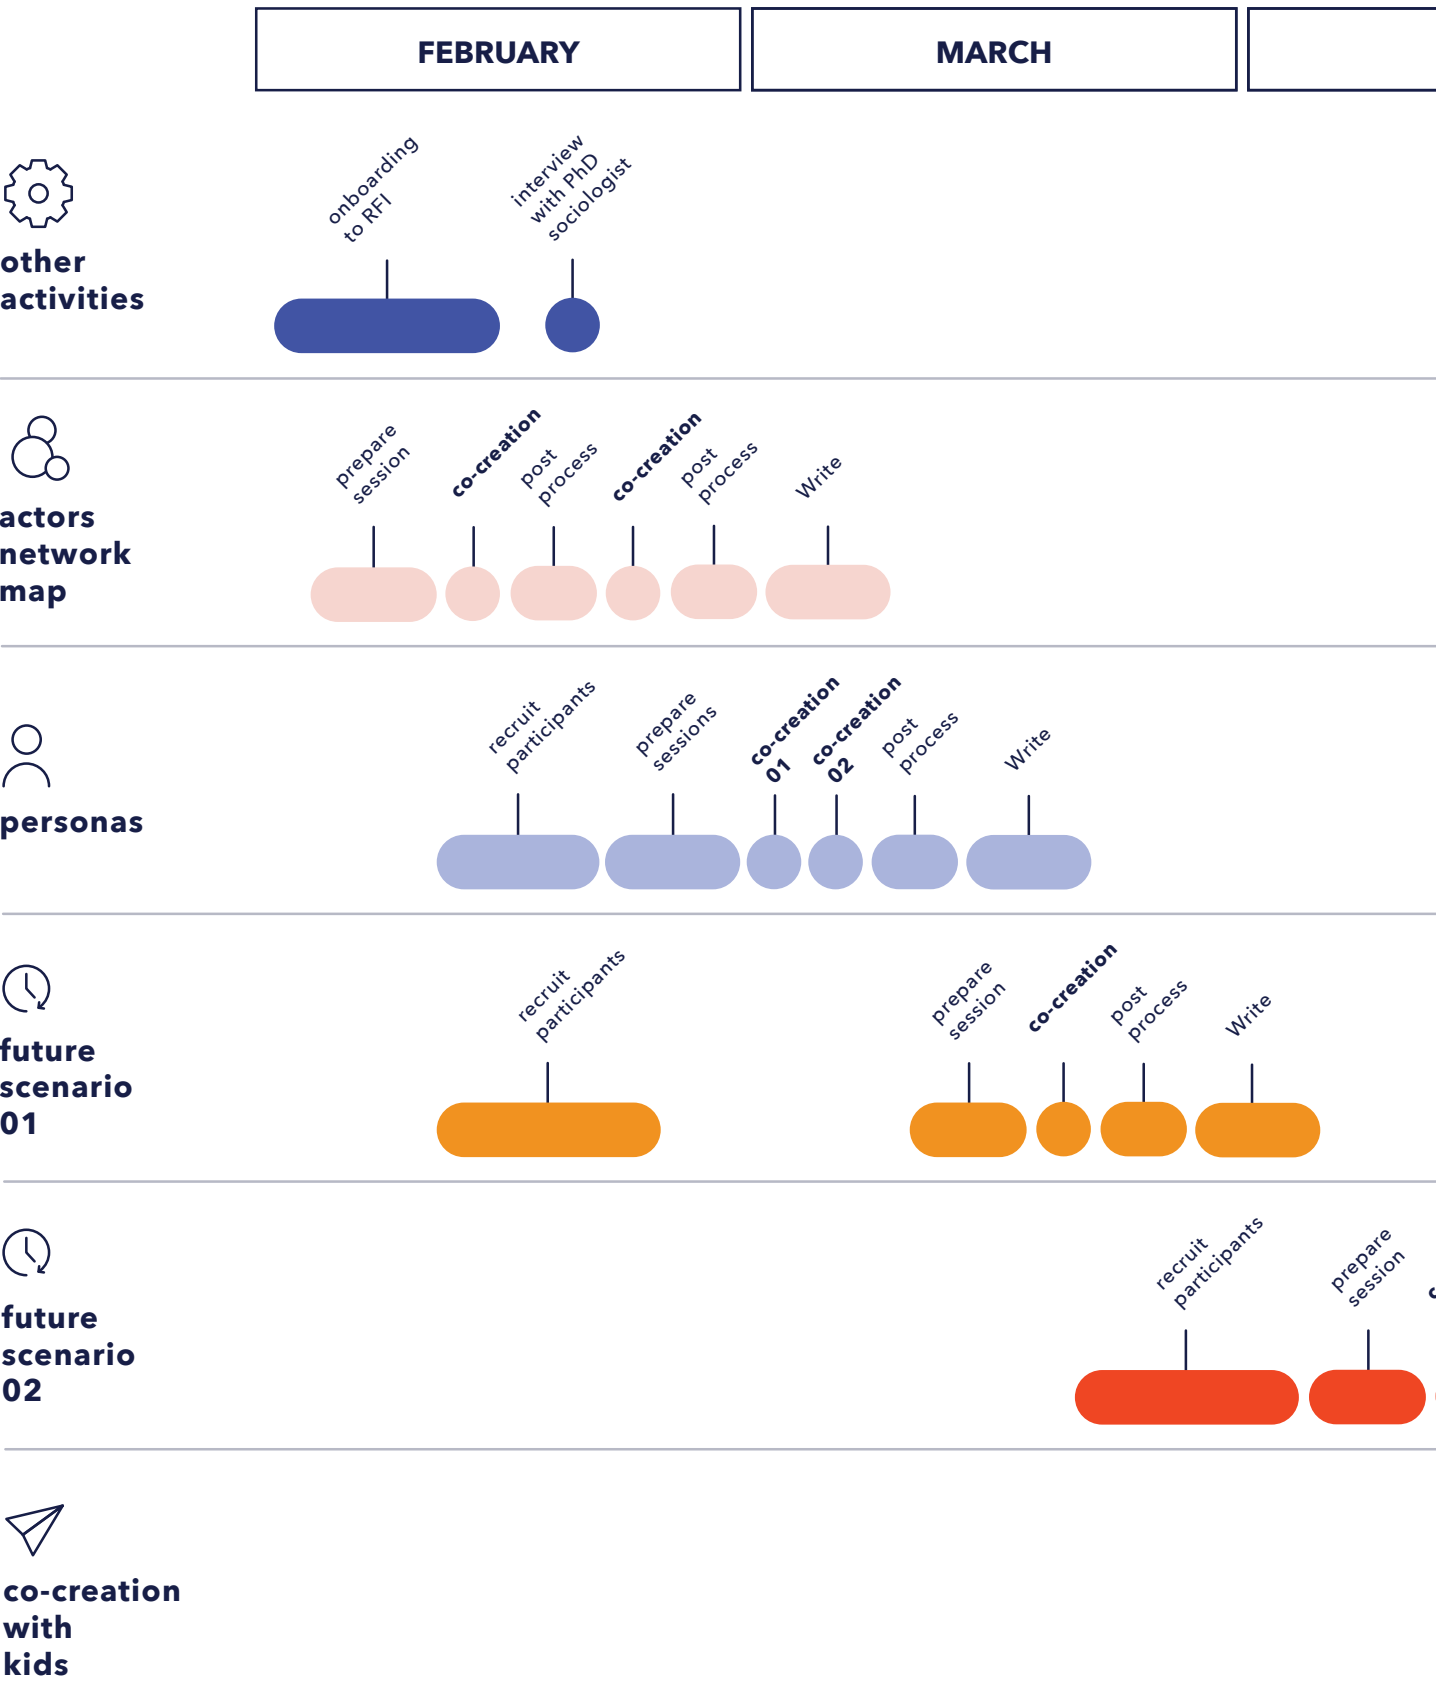 FEBRUARY
MARCH
other
activities
onboarding
to RFI
interview
with PhD
sociologist
actors
network
map
prepare
session
co-creation
post
process
co-creation
post
process
Write
personas
recruit
participants
prepare
sessions
co-creation
01
co-creation
02
post
process
Write
future
scenario
01
recruit
participants
prepare
session
co-creation
post
process
Write
future
scenario
02
recruit
participants
prepare
session
co-creation
with
kids